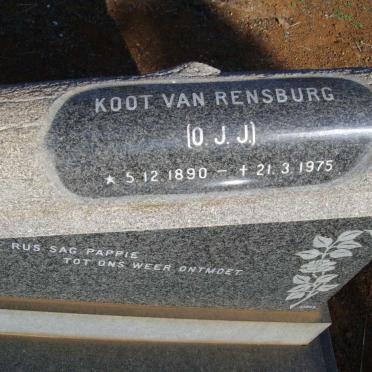 KOOT VAN RENSBURG
(O. J. J.)
★ 5.12.1890 – ✝ 21.3.1975
RUS SAG PAPPIE
TOT ONS WEER ONTMOET